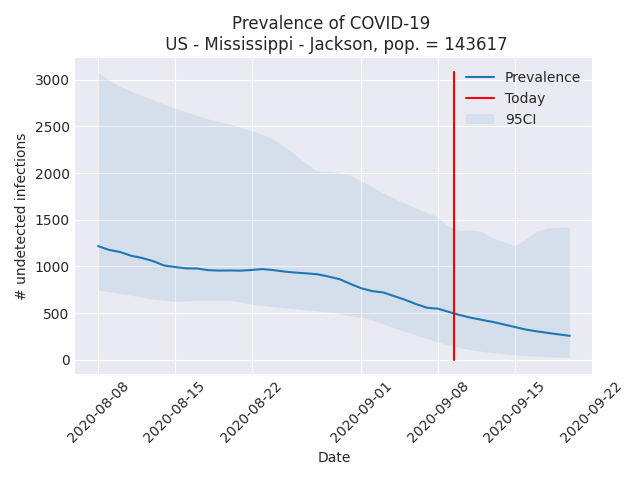 Prevalence of COVID-19
US - Mississippi - Jackson, pop. = 143617
Prevalence
Today
95CI
3000
2500
2000
1500
1000
500
0
# undetected infections
2020-08-08
2020-08-15
2020-08-22
2020-09-01
2020-09-08
2020-09-15
2020-09-22
Date